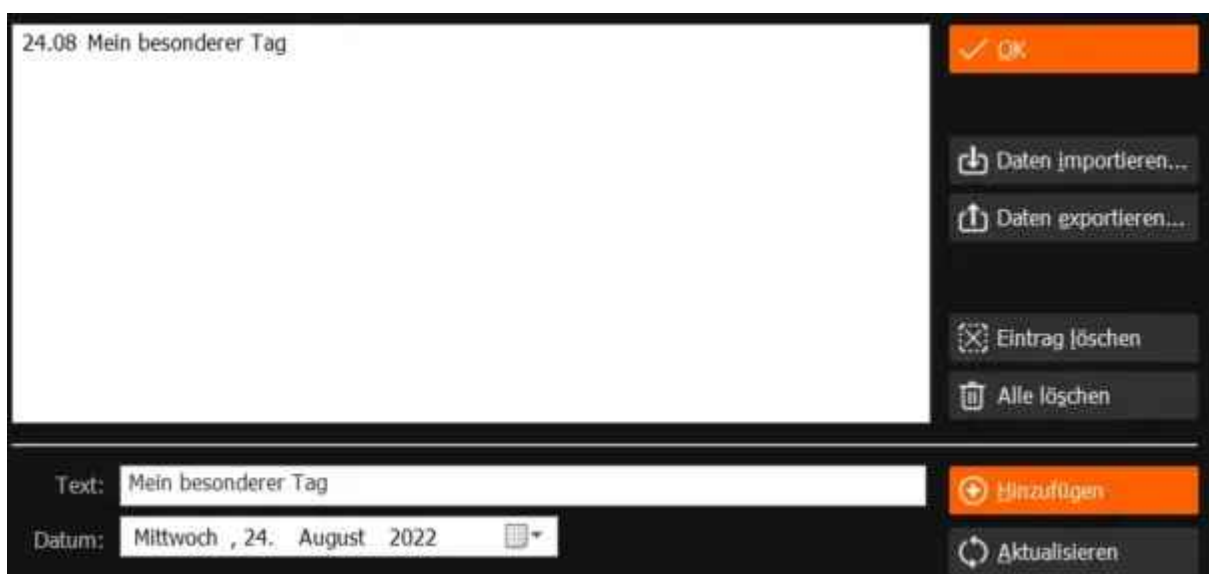 24.08 Mein besonderer Tag
OK
Daten importieren...
Daten exportieren...
Eintrag löschen
Alle löschen
Text: Mein besonderer Tag
Hinzufügen
Datum: Mittwoch , 24. August 2022
Aktualisieren